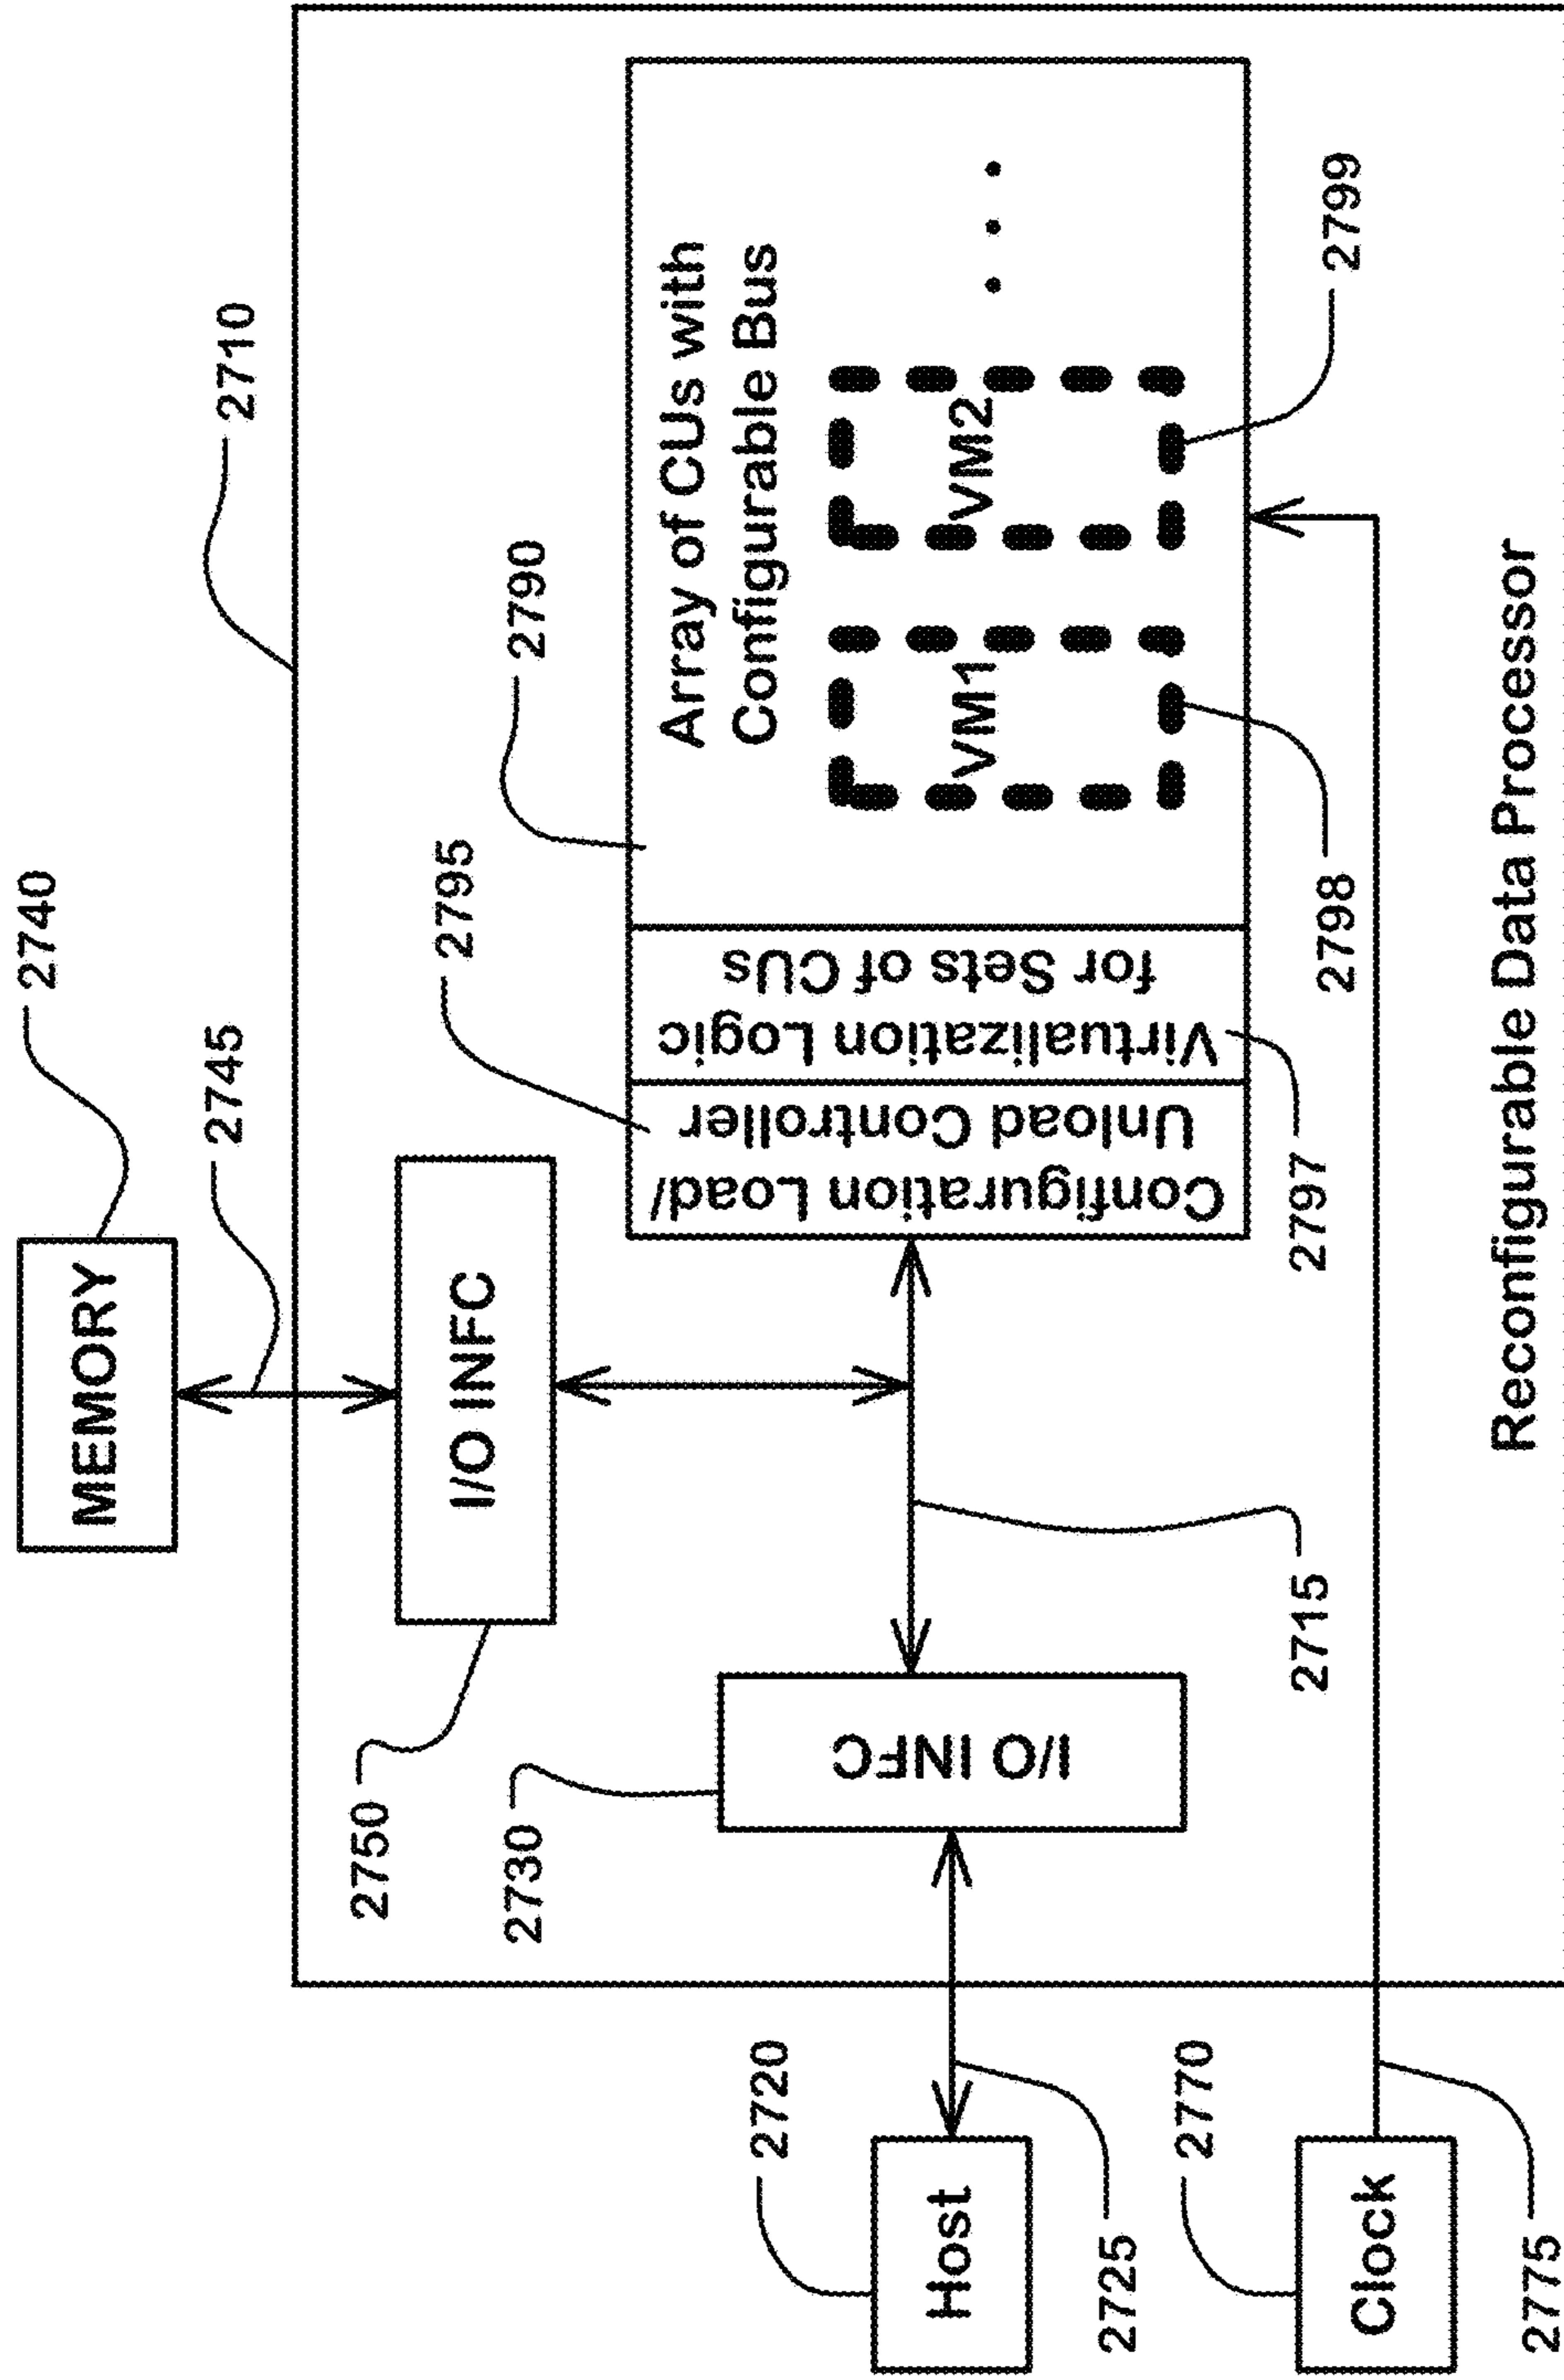 2740
MEMORY
2745
2710
2750
I/O INFC
2795
2790
2730
I/O INFC
2720
Host
2725
2715
Configuration Load/
Unload Controller
Virtualization Logic
for Sets of CUs
Array of CUs with
Configurable Bus
VM1
VM2
2797
2798
2799
2770
Clock
2775
Reconfigurable Data Processor